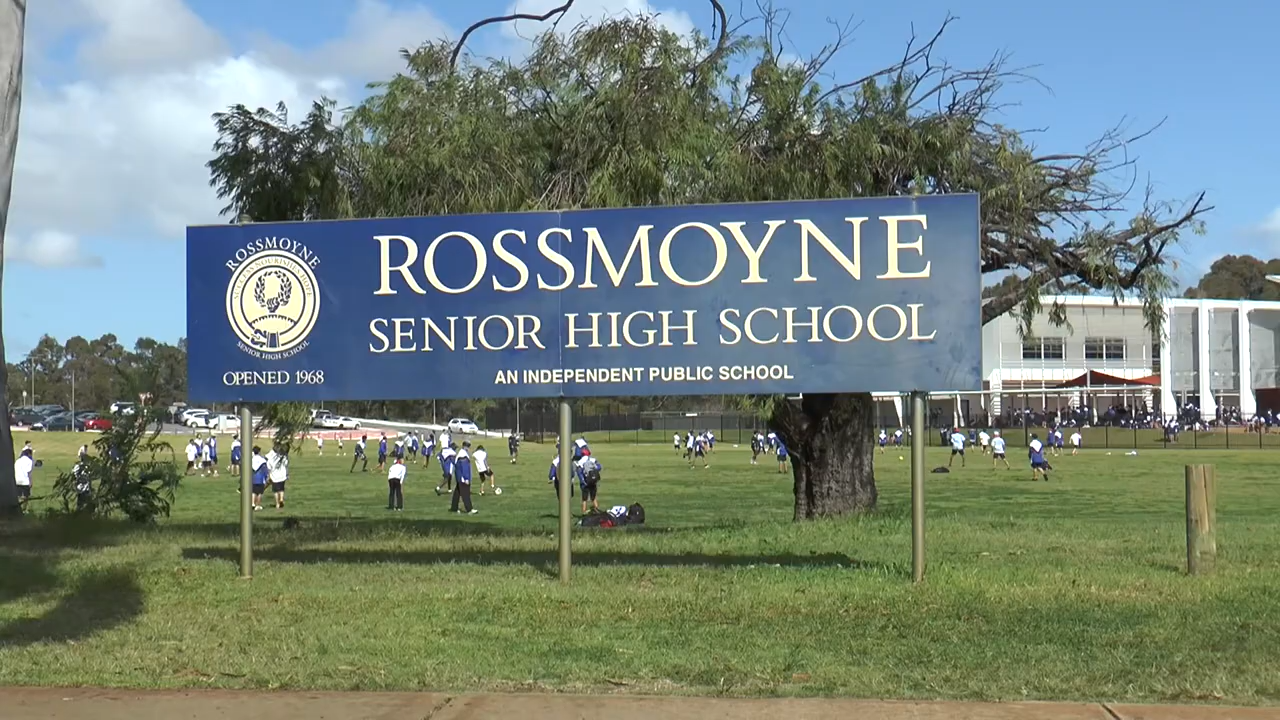 ROSSMOYNE
SENIOR HIGH SCHOOL
OPENED 1968
ROSSMOYNE
SENIOR HIGH SCHOOL
AN INDEPENDENT PUBLIC SCHOOL